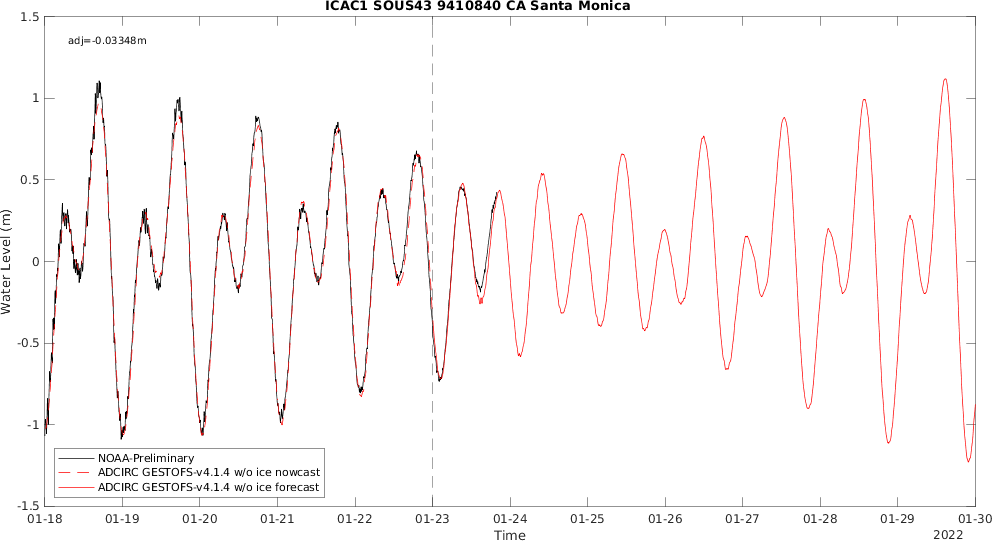 ICAC1 SOUS43 9410840 CA Santa Monica
adj=-0.03348m
1.5
1
0.5
0
-0.5
-1
-1.5
Water Level (m)
NOAA-Preliminary
ADCIRC GESTOFS-v4.1.4 w/o ice nowcast
ADCIRC GESTOFS-v4.1.4 w/o ice forecast
01-18 01-19 01-20 01-21 01-22 01-23 01-24 01-25 01-26 01-27 01-28 01-29 01-30
Time
2022